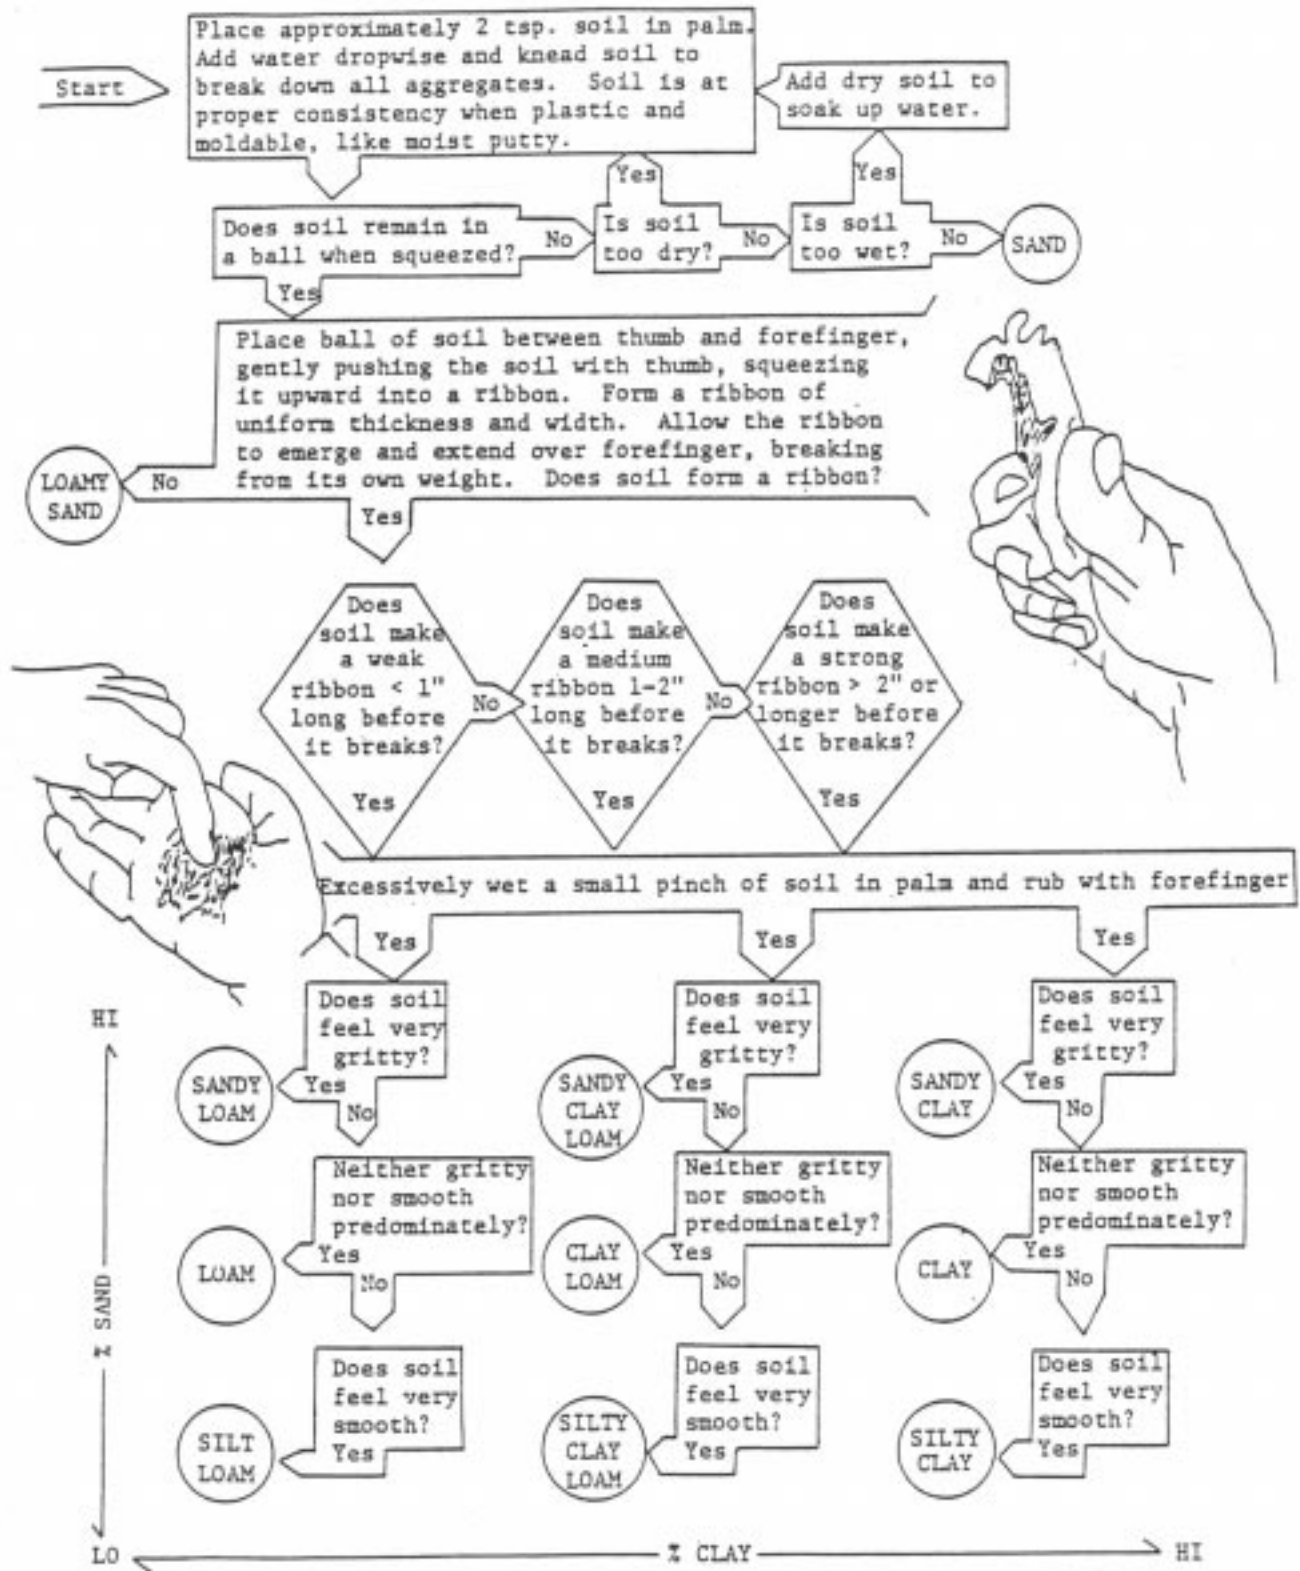 Start
Place approximately 2 tsp. soil in palm.
Add water dropwise and knead soil to
break down all aggregates.  Soil is at
proper consistency when plastic and
moldable, like moist putty.
Add dry soil to
soak up water.
Yes
Yes
Does soil remain in
a ball when squeezed?
No
Is soil
too dry?
No
Is soil
too wet?
No
SAND
Yes
Place ball of soil between thumb and forefinger,
gently pushing the soil with thumb, squeezing
it upward into a ribbon.  Form a ribbon of
uniform thickness and width.  Allow the ribbon
to emerge and extend over forefinger, breaking
from its own weight.  Does soil form a ribbon?
No
LOAMY
SAND
Yes
Does
soil make
a weak
ribbon < 1"
long before
it breaks?
Yes
No
Does
soil make
a medium
ribbon 1-2"
long before
it breaks?
Yes
No
Does
soil make
a strong
ribbon > 2" or
longer before
it breaks?
Yes
Excessively wet a small pinch of soil in palm and rub with forefinger
Yes
Yes
Yes
Does soil
feel very
gritty?
Yes
No
SANDY
LOAM
Does soil
feel very
gritty?
Yes
No
SANDY
CLAY
LOAM
Does soil
feel very
gritty?
Yes
No
SANDY
CLAY
Neither gritty
nor smooth
predominately?
Yes
No
LOAM
Neither gritty
nor smooth
predominately?
Yes
No
CLAY
LOAM
Neither gritty
nor smooth
predominately?
Yes
No
CLAY
Does soil
feel very
smooth?
Yes
SILT
LOAM
Does soil
feel very
smooth?
Yes
SILTY
CLAY
LOAM
Does soil
feel very
smooth?
Yes
SILTY
CLAY
HI
% SAND
LO
% CLAY
HI